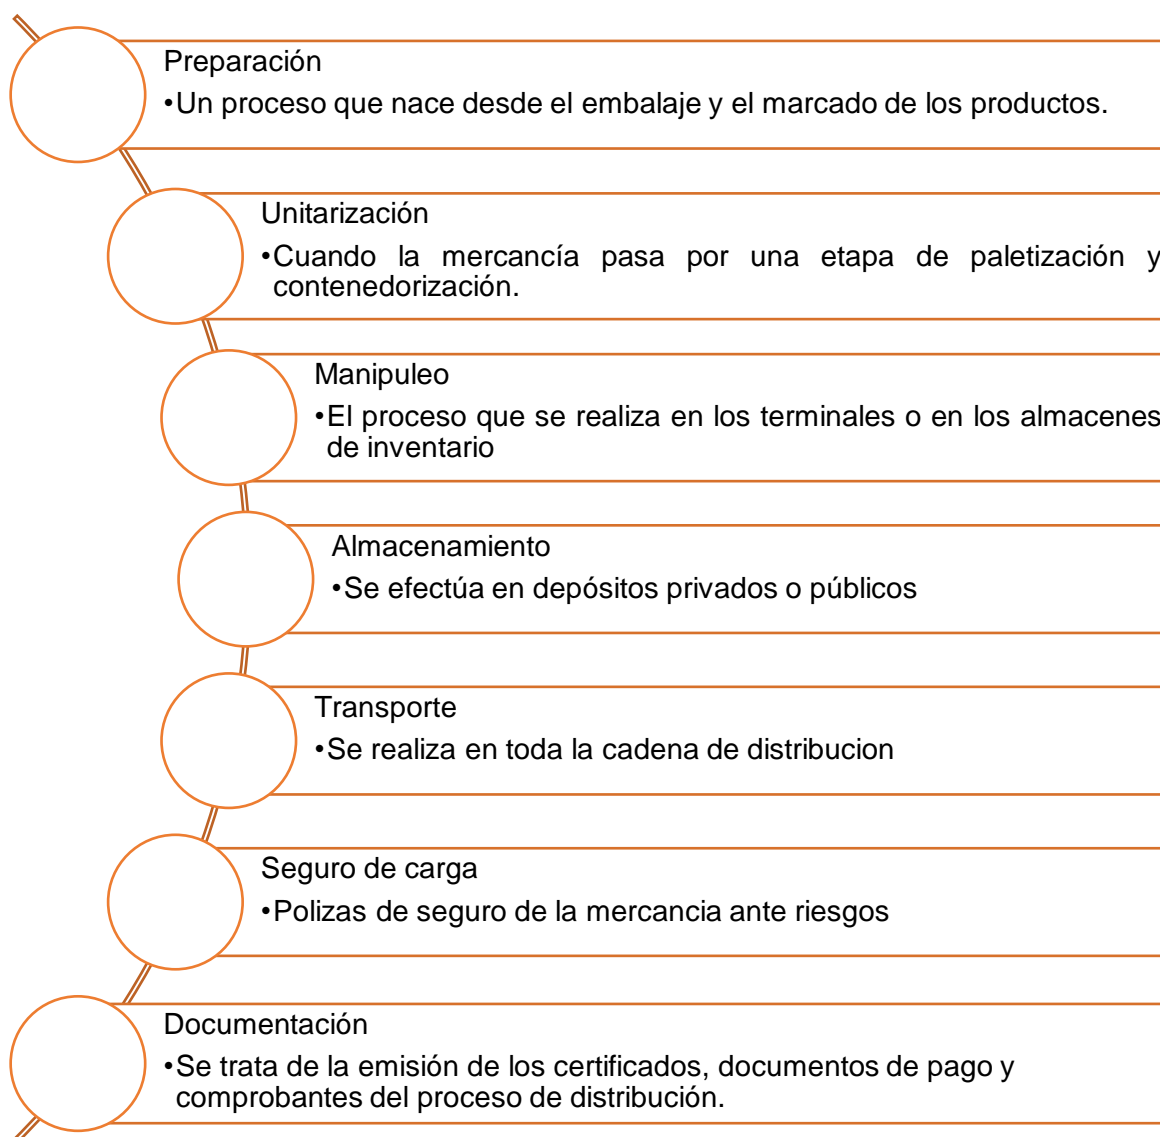 Preparación
•Un proceso que nace desde el embalaje y el marcado de los productos.
Unitarización
•Cuando la mercancía pasa por una etapa de paletización y
contenedorización.
Manipuleo
•El proceso que se realiza en los terminales o en los almacenes
de inventario
Almacenamiento
•Se efectúa en depósitos privados o públicos
Transporte
•Se realiza en toda la cadena de distribucion
Seguro de carga
•Polizas de seguro de la mercancia ante riesgos
Documentación
•Se trata de la emisión de los certificados, documentos de pago y
comprobantes del proceso de distribución.